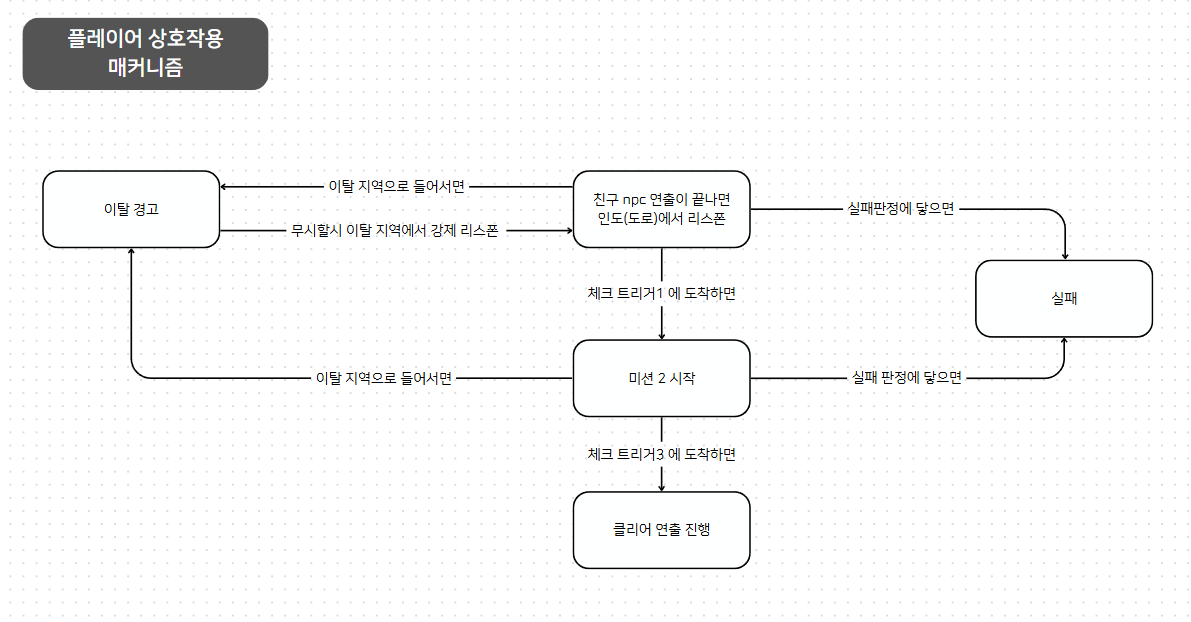 플레이어 상호작용
매커니즘
이탈 지역으로 들어서면
친구 npc 연출이 끝나면
인도(도로)에서 리스폰
이탈 경고
실패판정에 닿으면
무시할시 이탈 지역에서 강제 리스폰
체크 트리거1 에 도착하면
실패
이탈 지역으로 들어서면
미션 2 시작
실패 판정에 닿으면
체크 트리거3 에 도착하면
클리어 연출 진행